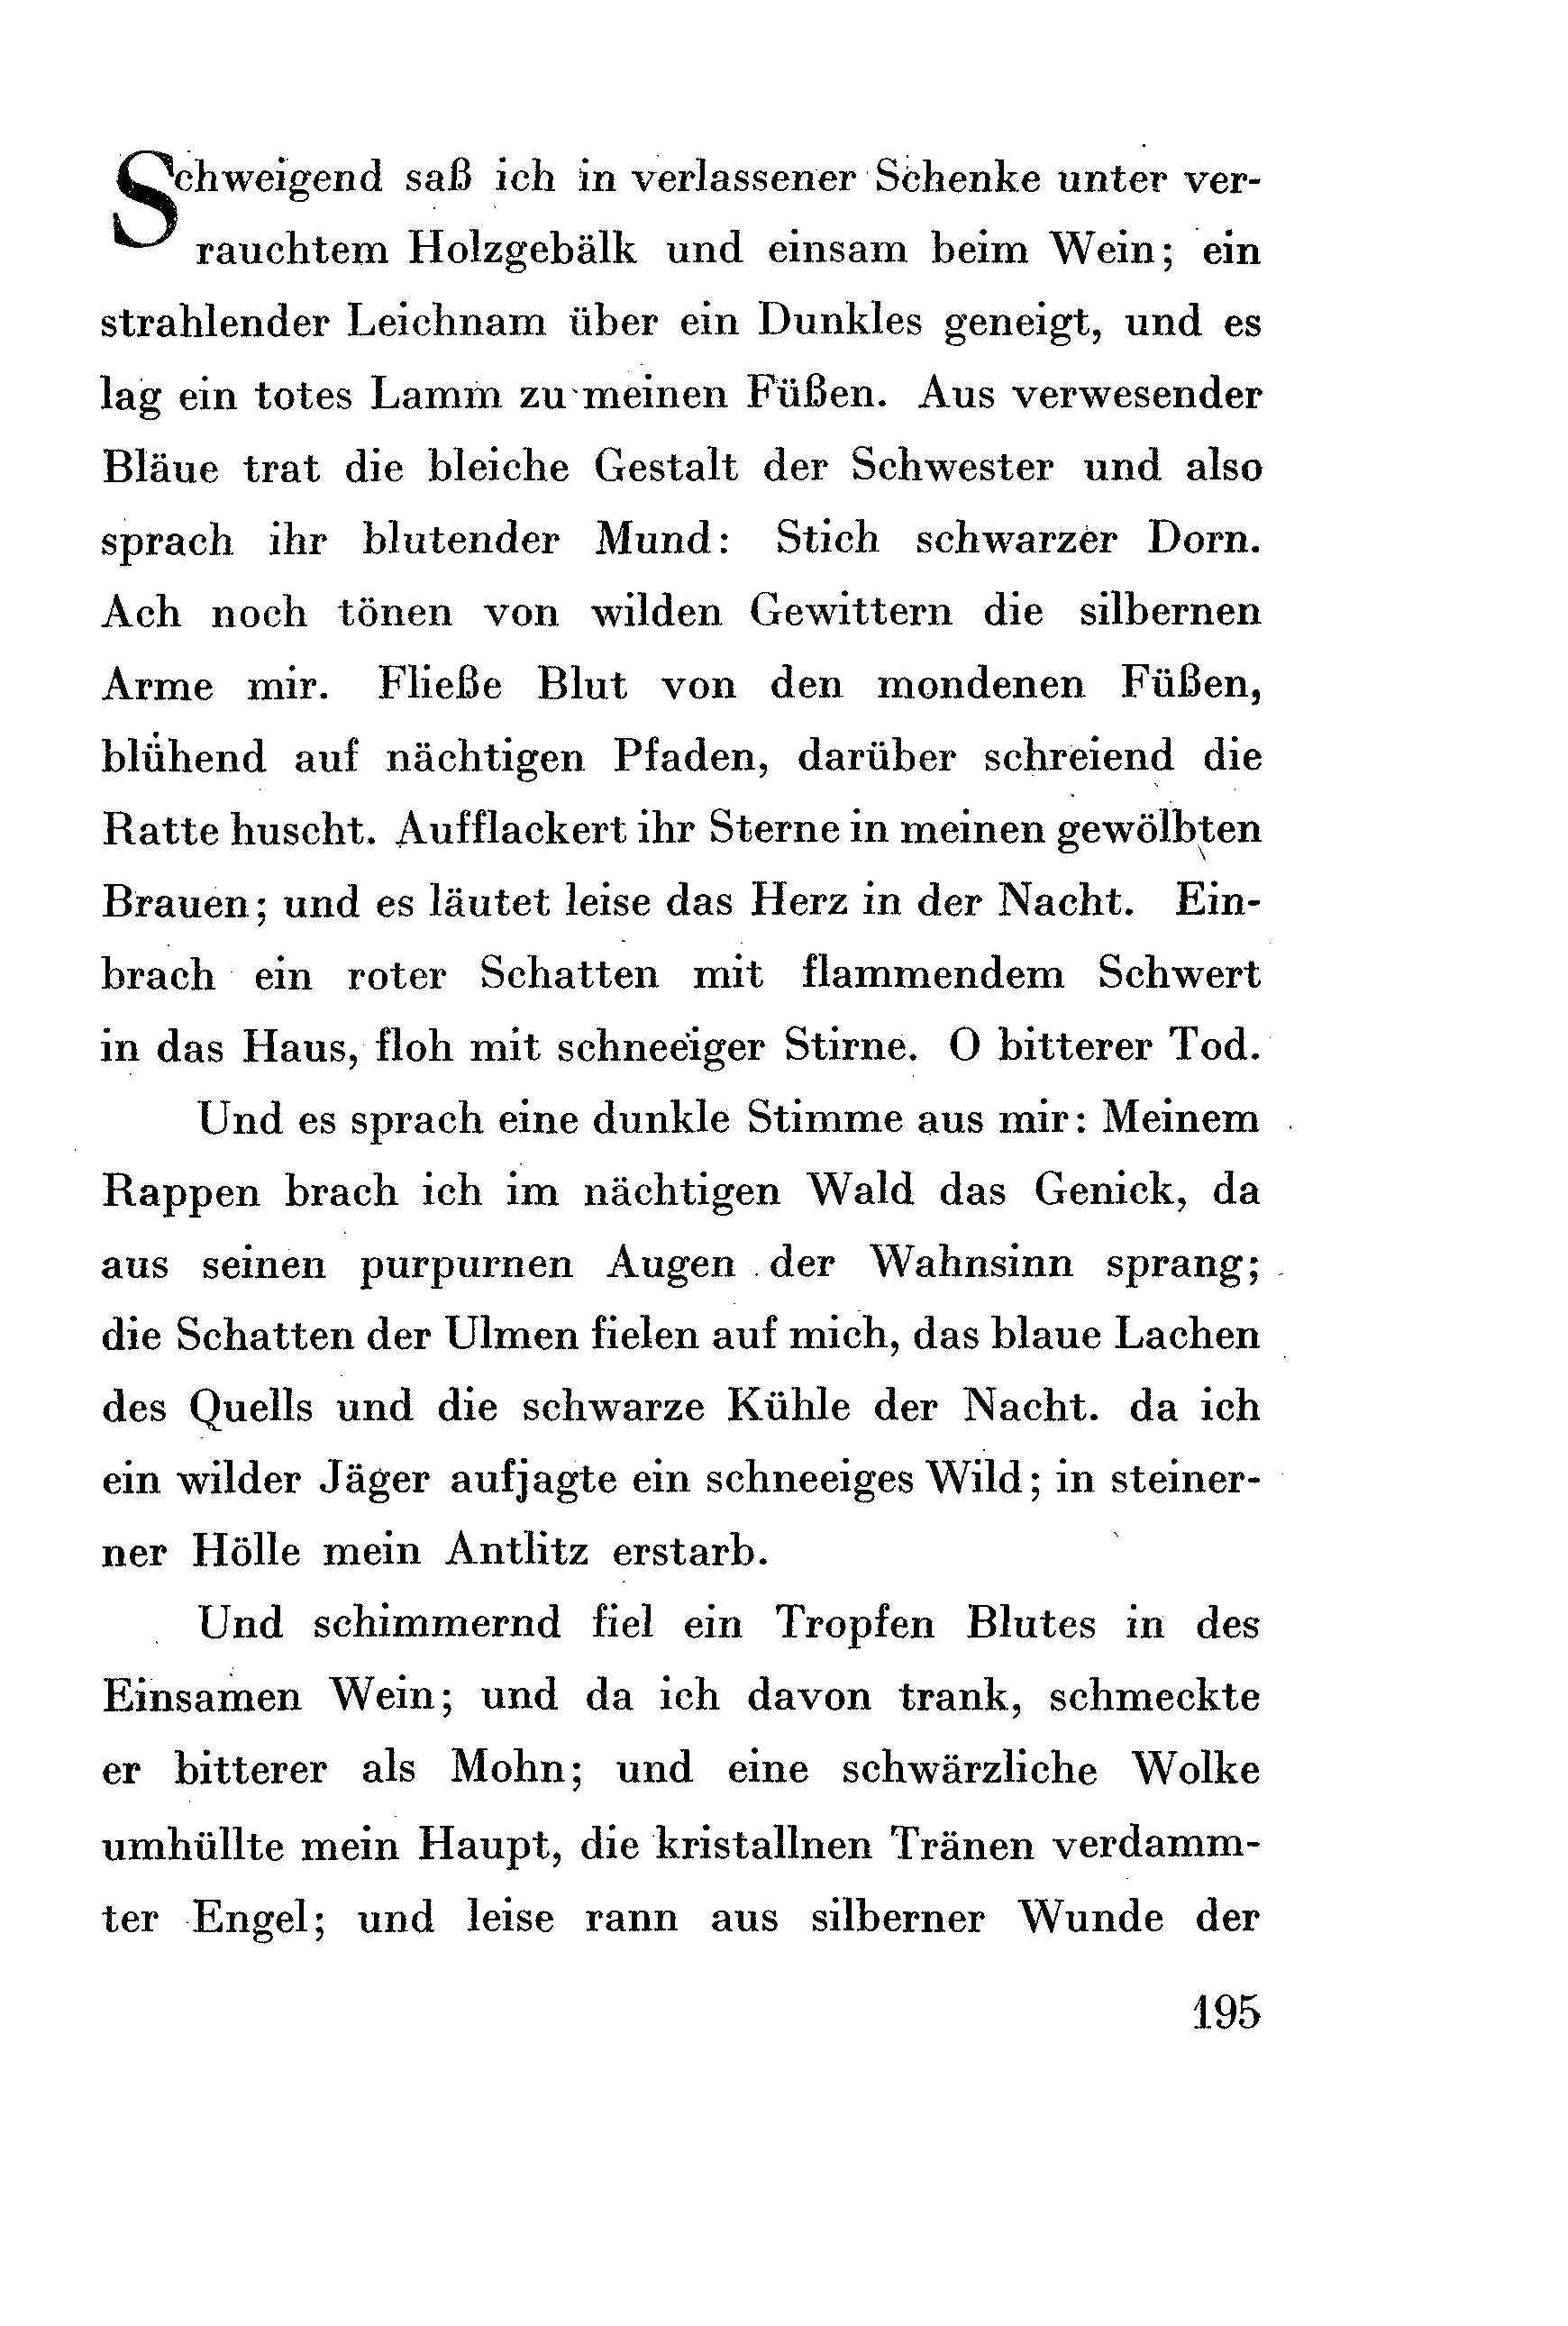 Schweigend saß ich in verlassener Schenke unter ver-
rauchtem Holzgebälk und einsam beim Wein; ein
strahlender Leichnam über ein Dunkles geneigt, und es
lag ein totes Lamm zu meinen Füßen. Aus verwesender
Bläue trat die bleiche Gestalt der Schwester und also
sprach ihr blutender Mund: Stich schwarzer Dorn.
Ach noch tönen von wilden Gewittern die silbernen
Arme mir. Fließe Blut von den mondenen Füßen,
blühend auf nächtigen Pfaden, darüber schreiend die
Ratte huscht. Aufflackert ihr Sterne in meinen gewölbten
Brauen; und es läutet leise das Herz in der Nacht. Ein-
brach ein roter Schatten mit flammendem Schwert
in das Haus, floh mit schneeiger Stirne. O bitterer Tod.
Und es sprach eine dunkle Stimme aus mir: Meinem
Rappen brach ich im nächtigen Wald das Genick, da
aus seinen purpurnen Augen der Wahnsinn sprang;
die Schatten der Ulmen fielen auf mich, das blaue Lachen
des Quells und die schwarze Kühle der Nacht. da ich
ein wilder Jäger aufjagte ein schneeiges Wild; in steiner-
ner Hölle mein Antlitz erstarb.
Und schimmernd fiel ein Tropfen Blutes in des
Einsamen Wein; und da ich davon trank, schmeckte
er bitterer als Mohn; und eine schwärzliche Wolke
umhüllte mein Haupt, die kristallnen Tränen verdamm-
ter Engel; und leise rann aus silberner Wunde der
195